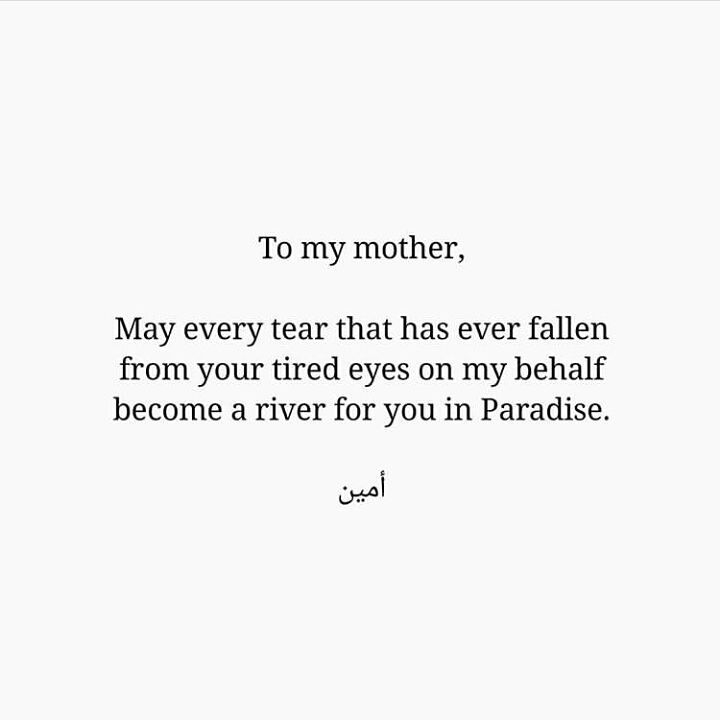 To my mother,
May every tear that has ever fallen
from your tired eyes on my behalf
become a river for you in Paradise.
أمين